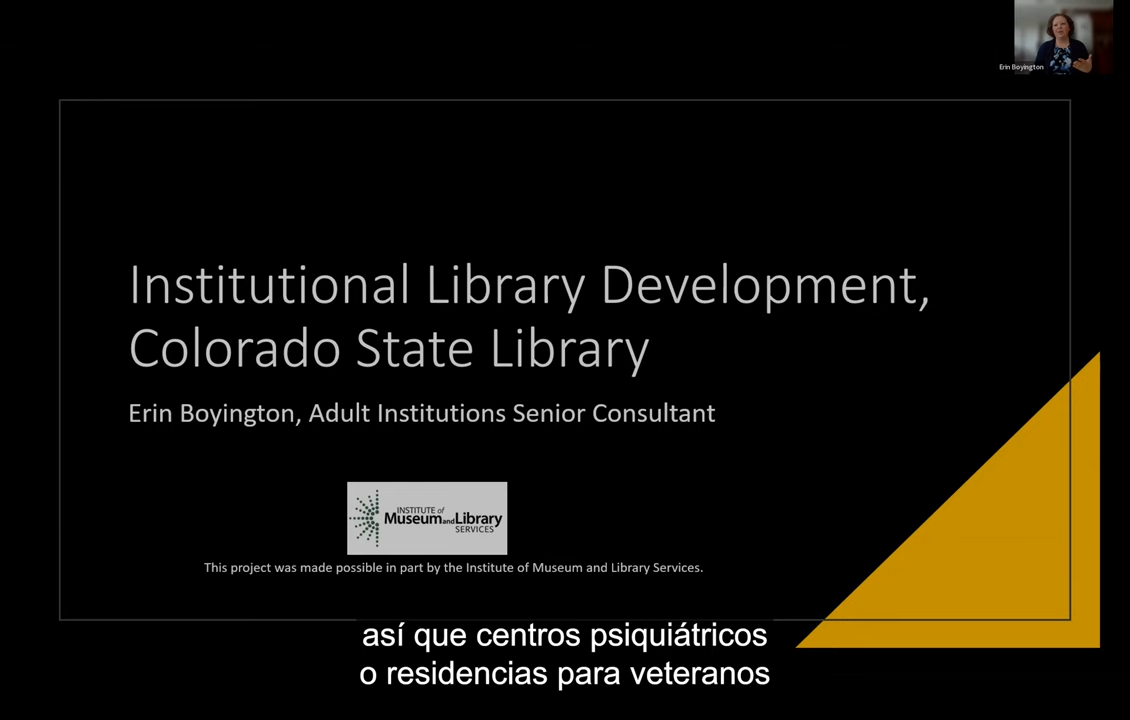 Erin Boyington
Institutional Library Development,
Colorado State Library
Erin Boyington, Adult Institutions Senior Consultant
INSTITUTE of
Museum and Library
SERVICES
This project was made possible in part by the Institute of Museum and Library Services.
así que centros psiquiátricos
o residencias para veteranos